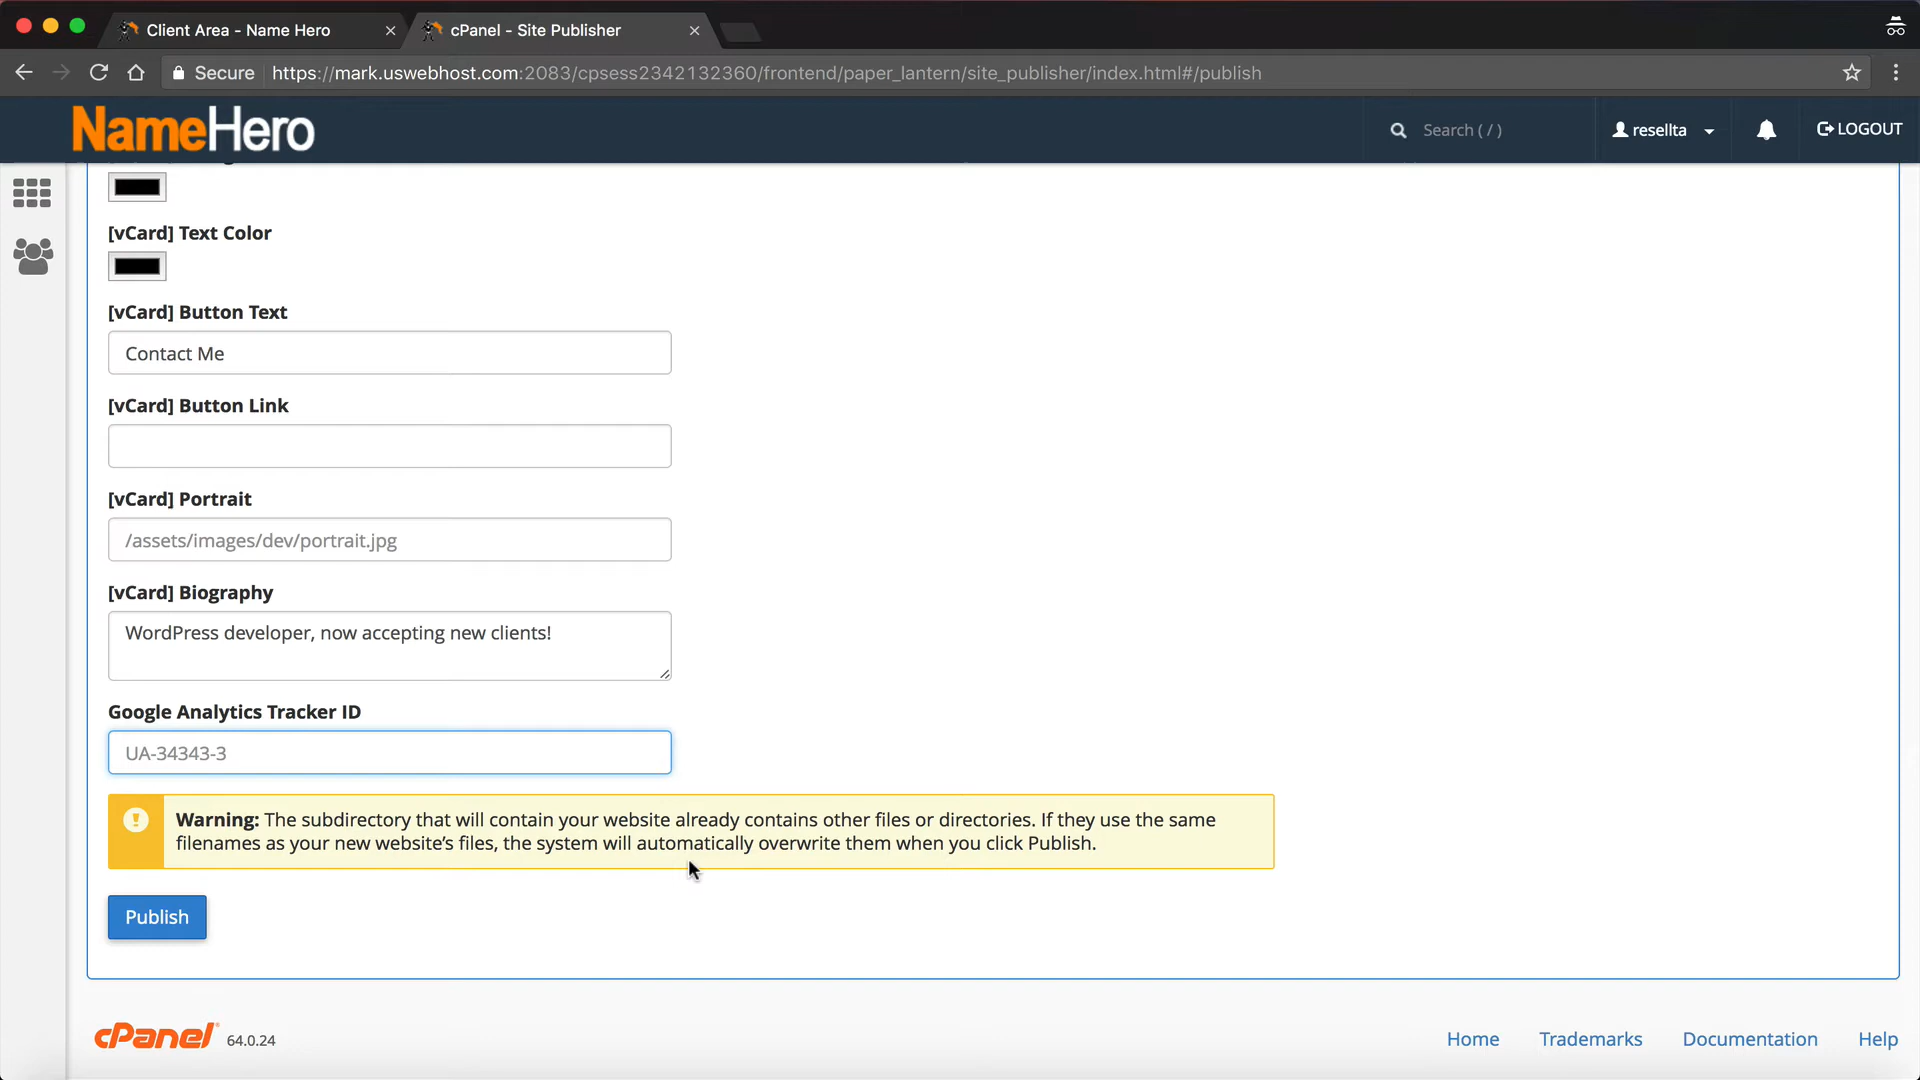 Client Area - Name Hero
cPanel - Site Publisher
Secure
https://mark.uswebhost.com:2083/cpsess2342132360/frontend/paper_lantern/site_publisher/index.html#/publish
NameHero
Search ( / )
resellta
LOGOUT
[vCard] Text Color
[vCard] Button Text
Contact Me
[vCard] Button Link
[vCard] Portrait
/assets/images/dev/portrait.jpg
[vCard] Biography
WordPress developer, now accepting new clients!
Google Analytics Tracker ID
UA-34343-3
Warning: The subdirectory that will contain your website already contains other files or directories. If they use the same
filenames as your new website’s files, the system will automatically overwrite them when you click Publish.
Publish
cPanel 64.0.24
Home
Trademarks
Documentation
Help